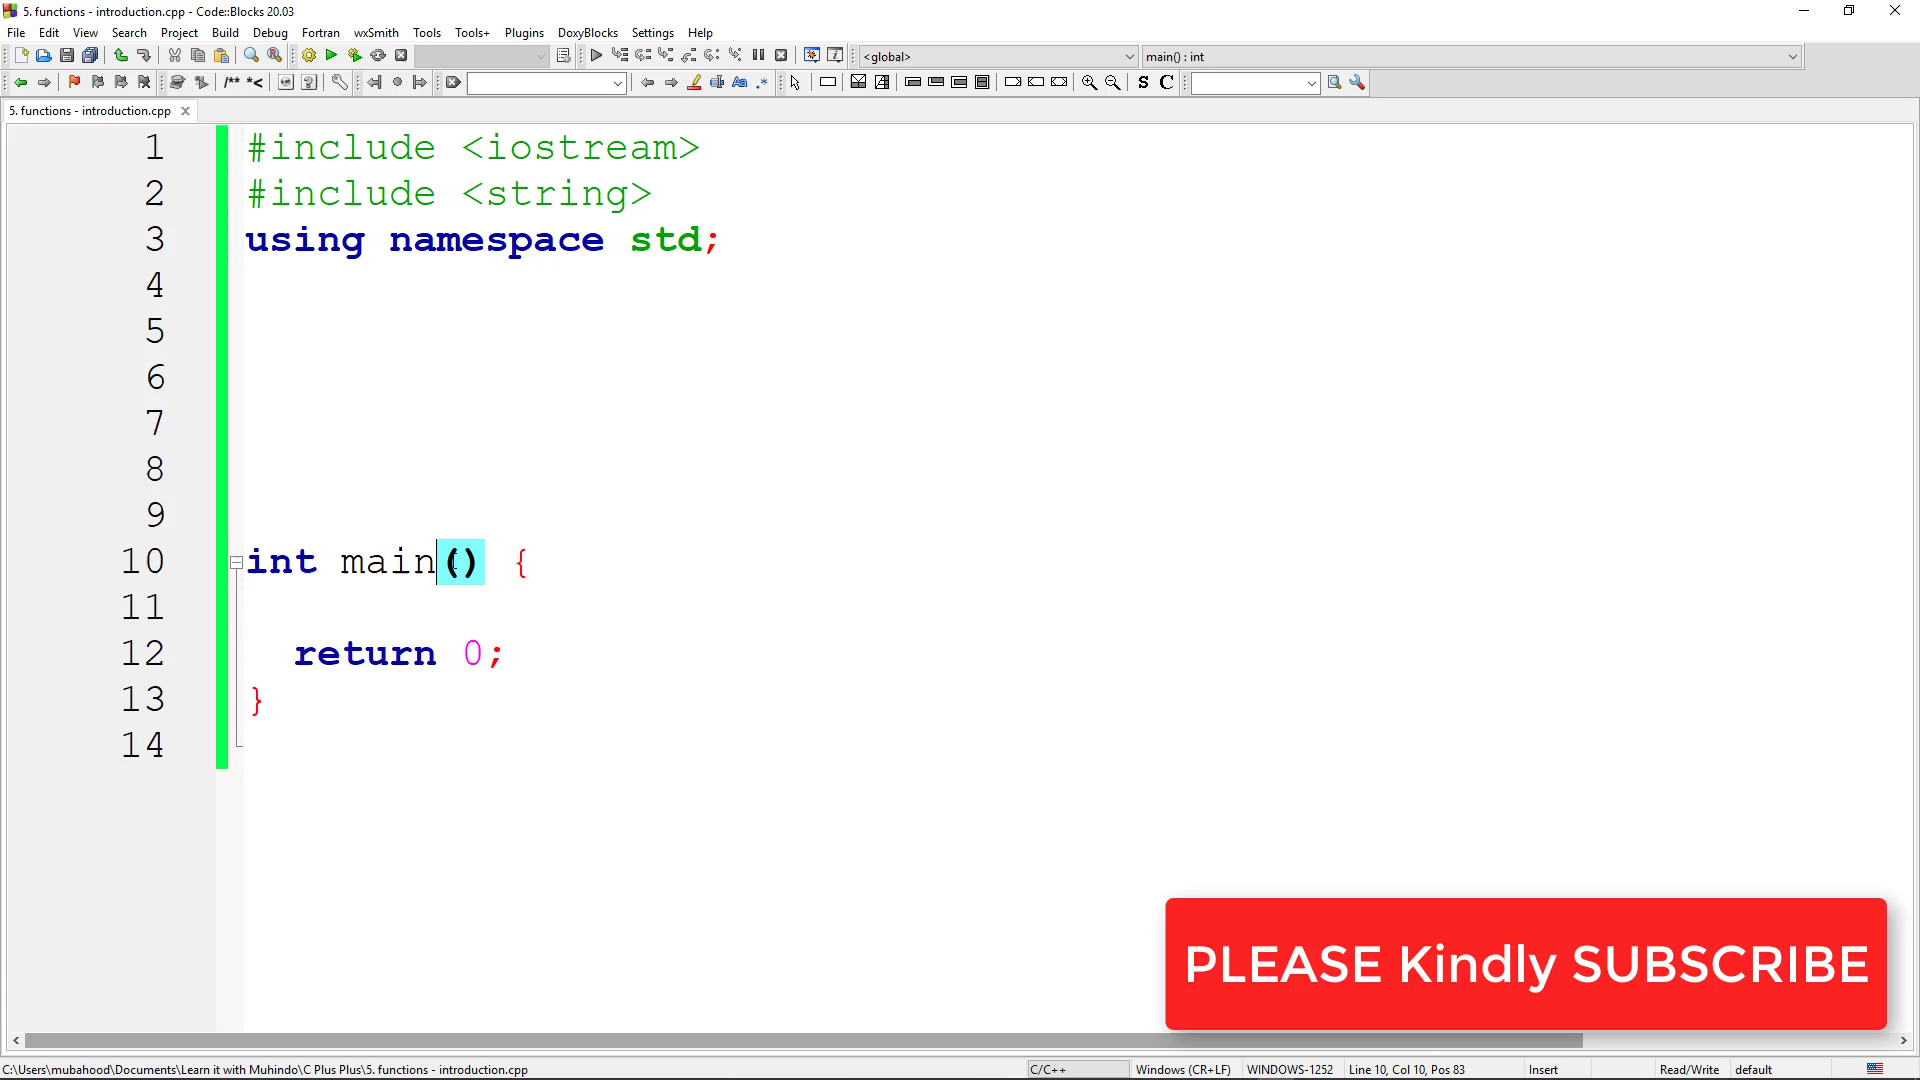 5. functions - introduction.cpp - Code::Blocks 20.03
File Edit View Search Project Build Debug Fortran wxSmith Tools Tools+ Plugins DoxyBlocks Settings Help
<global> main() : int
/** *< Aa .* S C
5. functions - introduction.cpp
1 #include <iostream>
2 #include <string>
3 using namespace std;
4
5
6
7
8
9
10 int main() {
11
12 return 0;
13 }
14
PLEASE Kindly SUBSCRIBE
C:\Users\mubahood\Documents\Learn it with Muhindo\C Plus Plus\5. functions - introduction.cpp C/C++ Windows (CR+LF) WINDOWS-1252 Line 10, Col 10, Pos 83 Insert Read/Write default